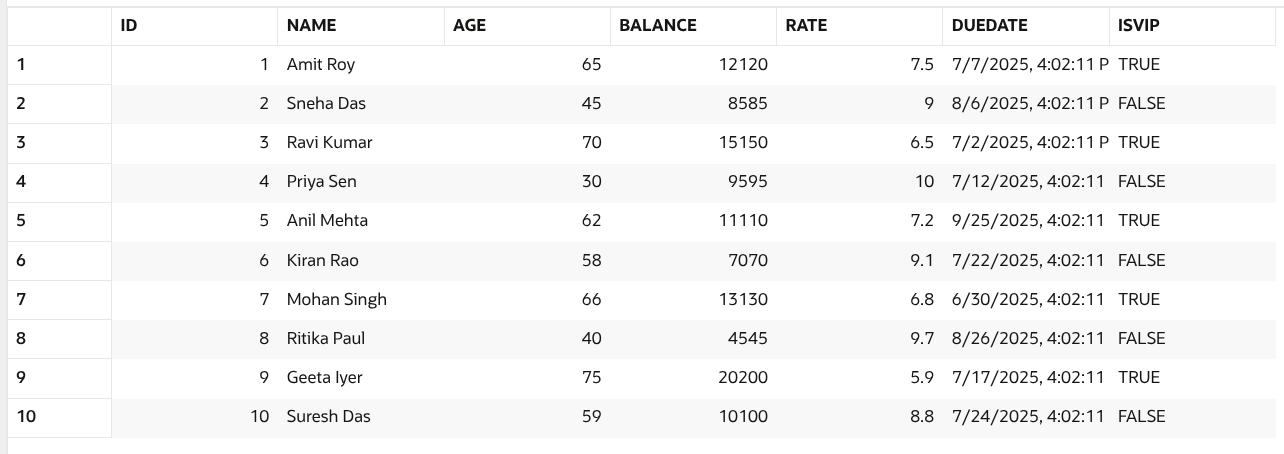 ID NAME AGE BALANCE RATE DUEDATE ISVIP
1 1 Amit Roy 65 12120 7.5 7/7/2025, 4:02:11 P TRUE
2 2 Sneha Das 45 8585 9 8/6/2025, 4:02:11 P FALSE
3 3 Ravi Kumar 70 15150 6.5 7/2/2025, 4:02:11 P TRUE
4 4 Priya Sen 30 9595 10 7/12/2025, 4:02:11 FALSE
5 5 Anil Mehta 62 11110 7.2 9/25/2025, 4:02:11 TRUE
6 6 Kiran Rao 58 7070 9.1 7/22/2025, 4:02:11 FALSE
7 7 Mohan Singh 66 13130 6.8 6/30/2025, 4:02:11 TRUE
8 8 Ritika Paul 40 4545 9.7 8/26/2025, 4:02:11 FALSE
9 9 Geeta Iyer 75 20200 5.9 7/17/2025, 4:02:11 TRUE
10 10 Suresh Das 59 10100 8.8 7/24/2025, 4:02:11 FALSE